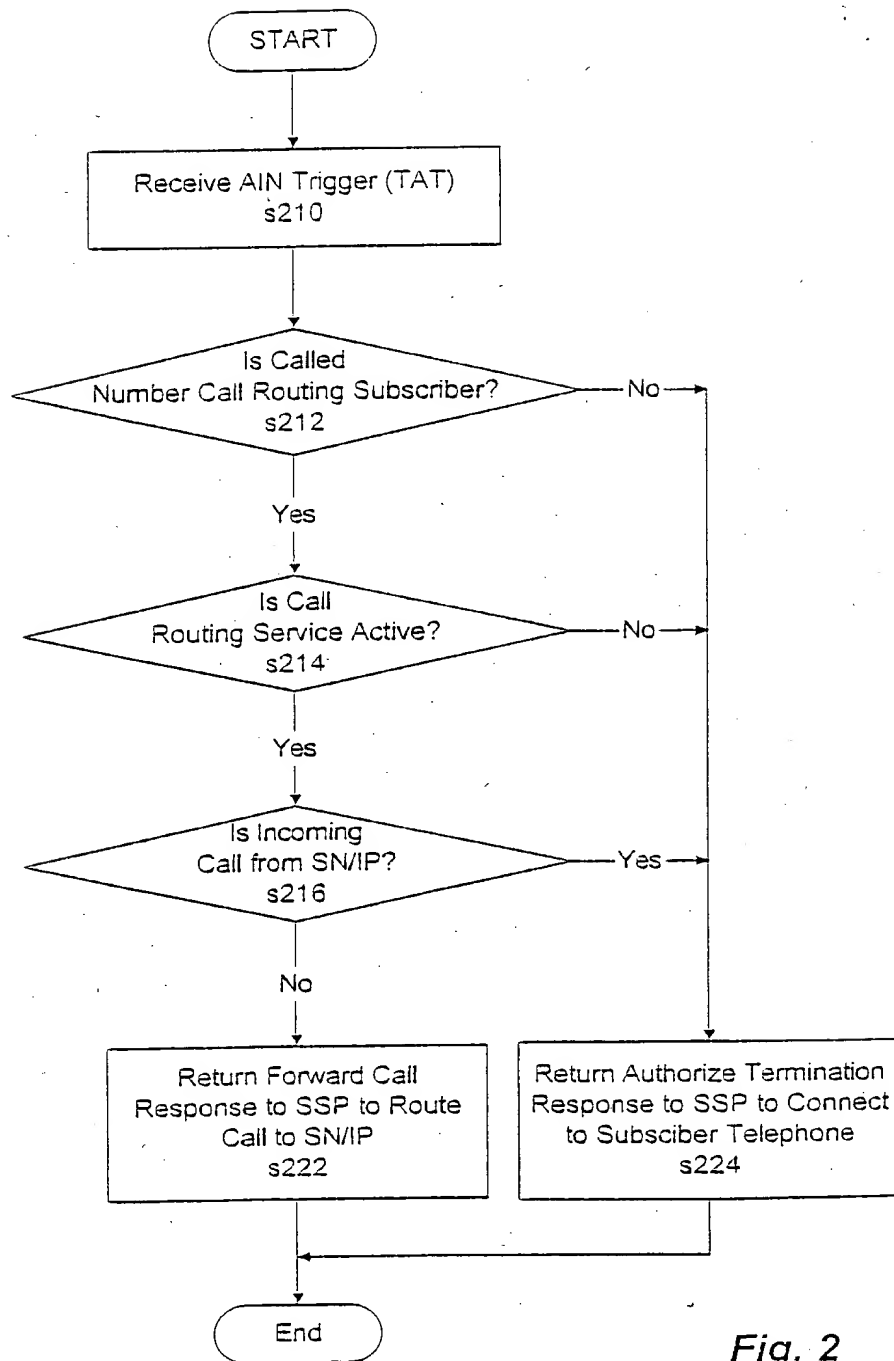 START
Receive AIN Trigger (TAT)
s210
Is Called
Number Call Routing Subscriber?
s212
No
Yes
Is Call
Routing Service Active?
s214
No
Yes
Is Incoming
Call from SN/IP?
s216
Yes
No
Return Forward Call
Response to SSP to Route
Call to SN/IP
s222
Return Authorize Termination
Response to SSP to Connect
to Subsciber Telephone
s224
End
Fig. 2